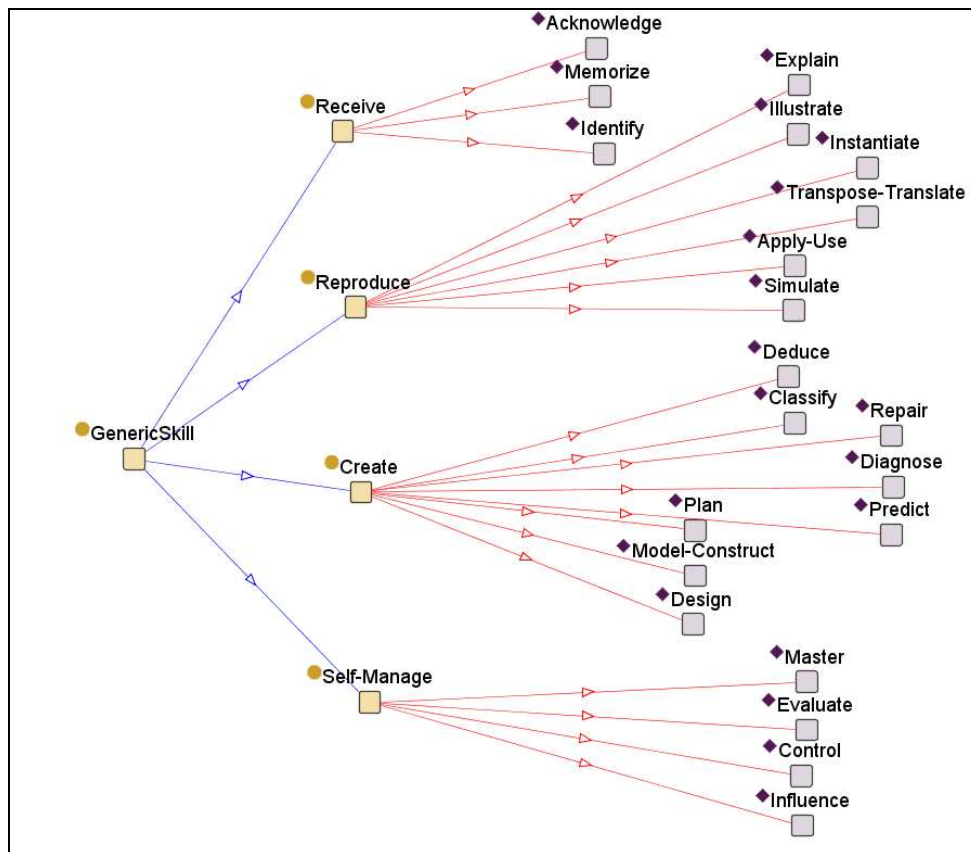 Acknowledge
Memorize
Receive
Identify
Explain
Illustrate
Instantiate
Transpose-Translate
Apply-Use
Reproduce
Simulate
Deduce
Classify
Repair
GenericSkill
Create
Diagnose
Plan
Predict
Model-Construct
Design
Self-Manage
Master
Evaluate
Control
Influence